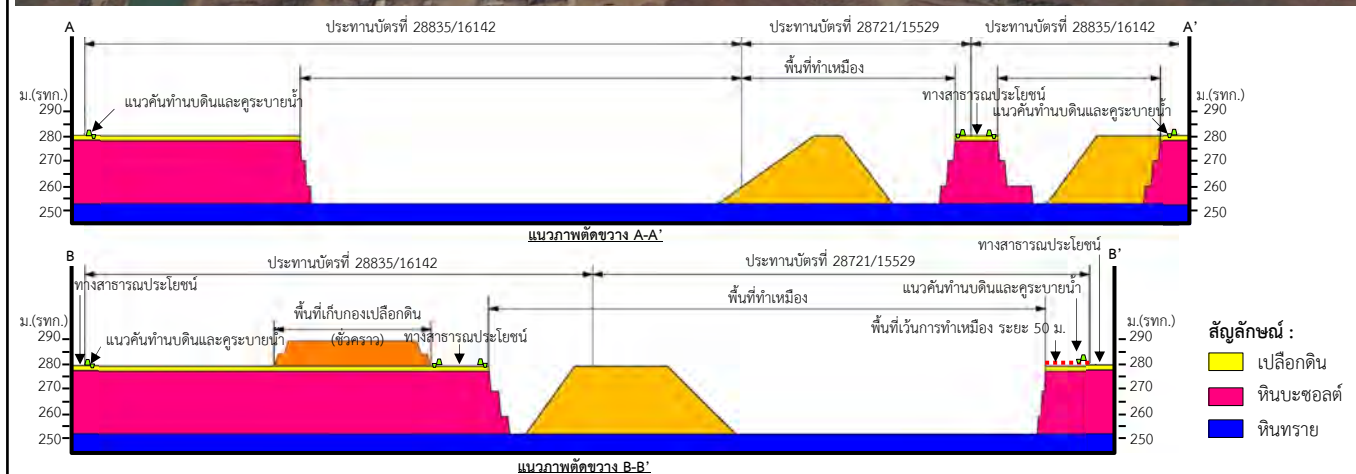 A ประทานบัตรที่ 28835/16142 ประทานบัตรที่ 28721/15529 ประทานบัตรที่ 28835/16142 A'
พื้นที่ทำเหมือง
ม.(รทก.) แนวคันทำนบดินและคูระบายน้ำ ทางสาธารณประโยชน์ ม.(รทก.)
แนวคันทำนบดินและคูระบายน้ำ
290 290
280 280
270 270
260 260
250 250
แนวภาพตัดขวาง A-A'
ทางสาธารณประโยชน์
B ประทานบัตรที่ 28835/16142 ประทานบัตรที่ 28721/15529 B'
ทางสาธารณประโยชน์ แนวคันทำนบดินและคูระบายน้ำ
พื้นที่เก็บกองเปลือกดิน พื้นที่ทำเหมือง
ม.(รทก.) (ชั่วคราว) พื้นที่เว้นการทำเหมือง ระยะ 50 ม. ม.(รทก.)
แนวคันทำนบดินและคูระบายน้ำ ทางสาธารณประโยชน์
290 290
280 280
270 270
260 260
250 250
แนวภาพตัดขวาง B-B'
สัญลักษณ์ :
เปลือกดิน
หินบะซอลต์
หินทราย